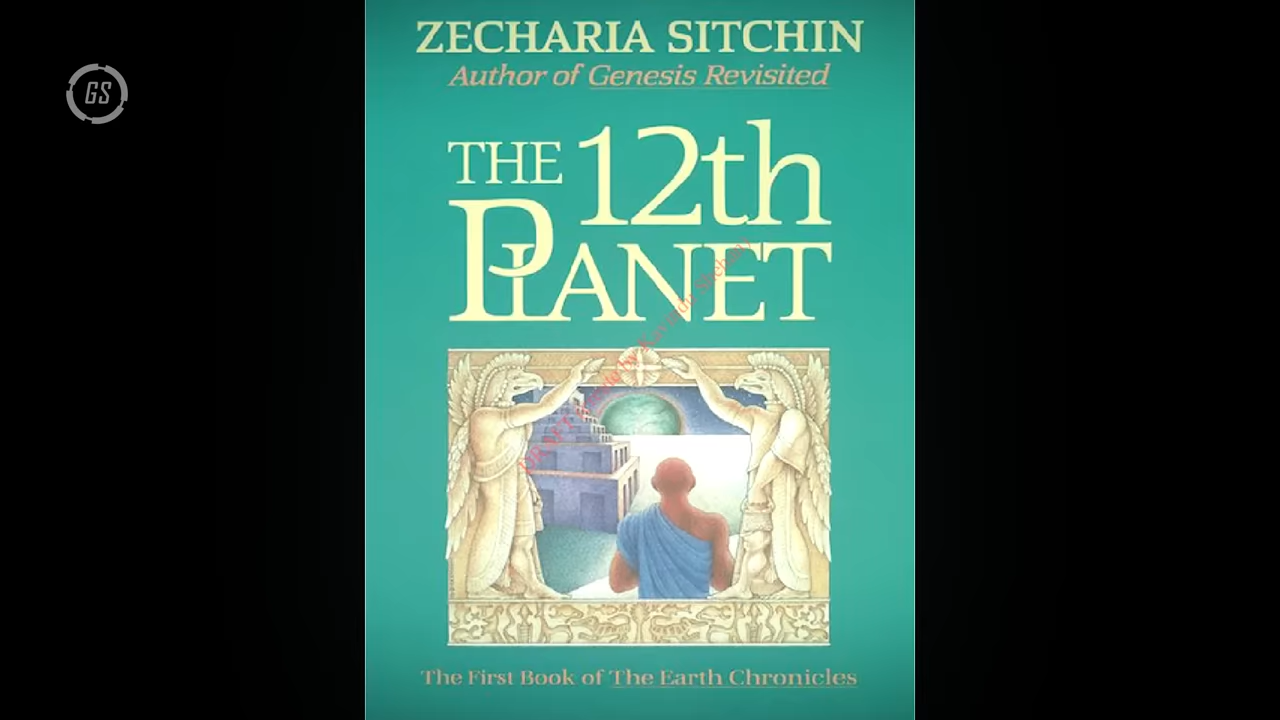 GS
ZECHARIA SITCHIN
Author of Genesis Revisited
THE 12th
PLANET
The First Book of The Earth Chronicles